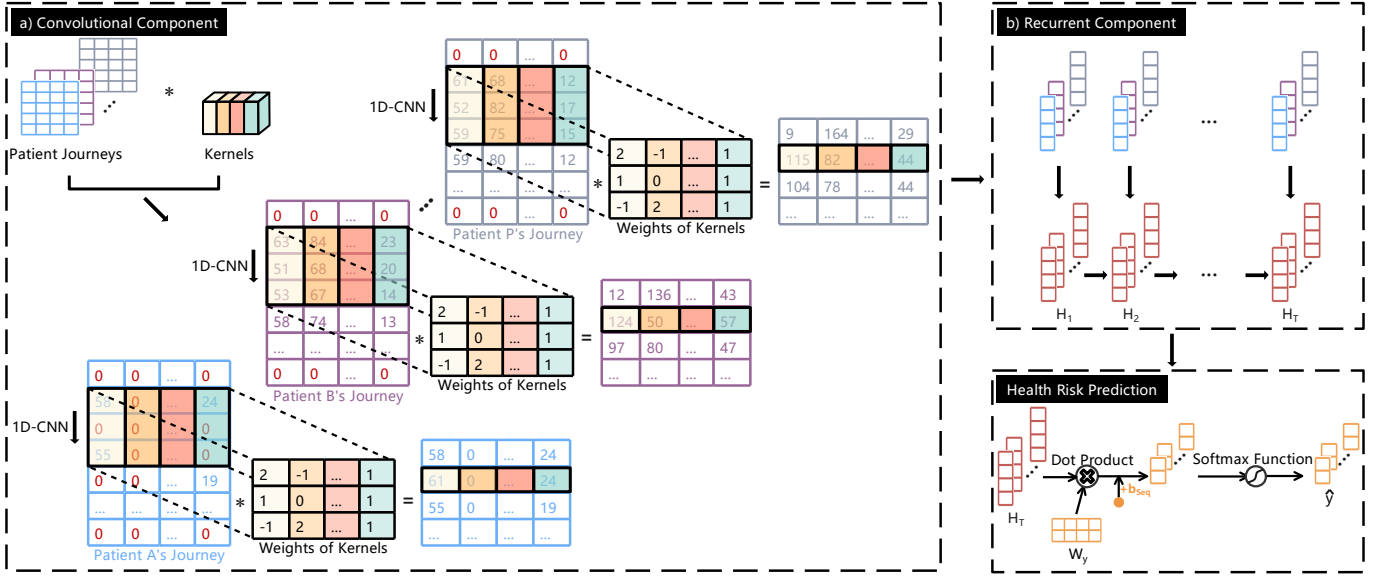 a) Convolutional Component
*
Patient Journeys
Kernels
1D-CNN
0 0 ... 0
61 68 ... 12
52 82 ... 17
59 75 ... 15
59 80 ... 12
... ... ... ...
0 0 ... 0
Patient P's Journey
*
2 -1 ... 1
1 0 ... 1
-1 2 ... 1
Weights of Kernels
=
9 164 ... 29
115 82 ... 44
104 78 ... 44
... ... ... ...
1D-CNN
0 0 ... 0
63 84 ... 23
51 68 ... 20
53 67 ... 14
58 74 ... 13
... ... ... ...
0 0 ... 0
Patient B's Journey
*
2 -1 ... 1
1 0 ... 1
-1 2 ... 1
Weights of Kernels
=
12 136 ... 43
124 50 ... 57
97 80 ... 47
... ... ... ...
1D-CNN
0 0 ... 0
58 0 ... 24
0 0 ... 0
55 0 ... 0
0 0 ... 19
... ... ... ...
0 0 ... 0
Patient A's Journey
*
2 -1 ... 1
1 0 ... 1
-1 2 ... 1
Weights of Kernels
=
58 0 ... 24
61 0 ... 24
55 0 ... 19
... ... ... ...
b) Recurrent Component
...
...
H₁ H₂ H_T
Health Risk Prediction
Dot Product
Softmax Function
+b_Seq
H_T
W_y
ŷ